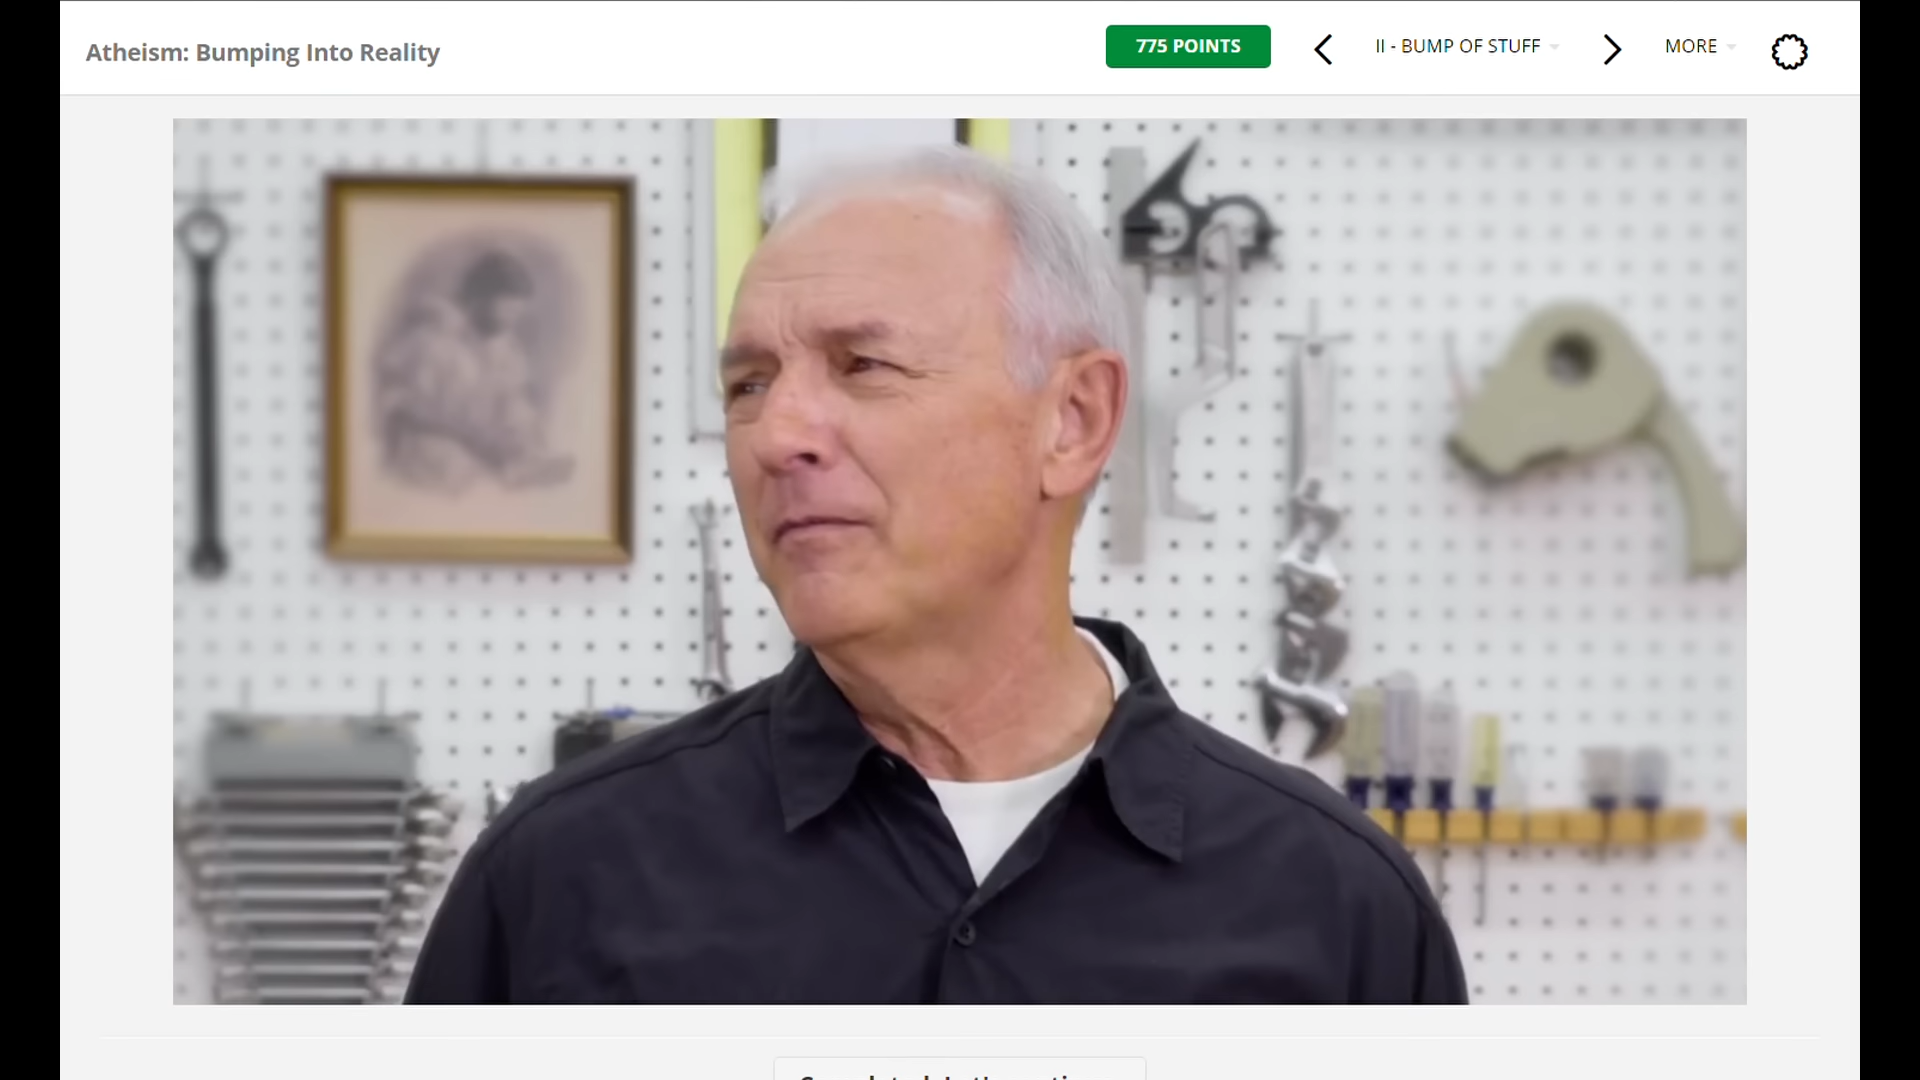 Atheism: Bumping Into Reality
775 POINTS
II - BUMP OF STUFF
MORE